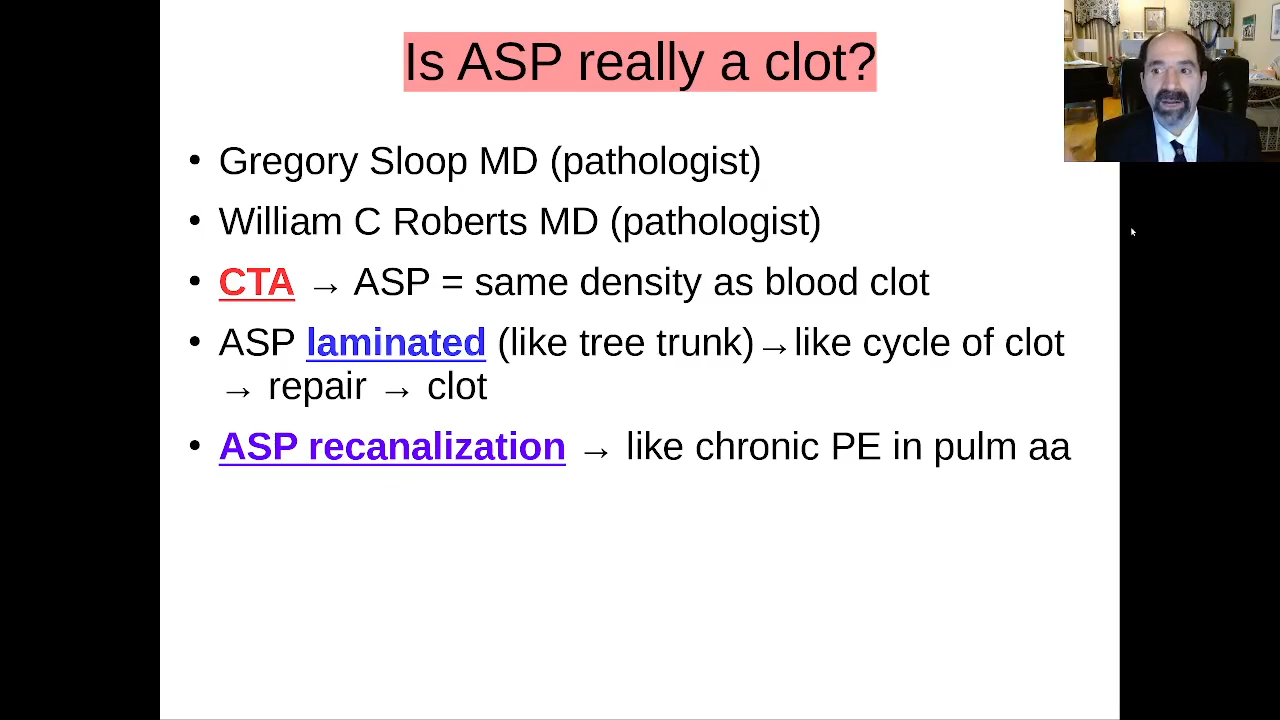 Is ASP really a clot?
• Gregory Sloop MD (pathologist)
• William C Roberts MD (pathologist)
• CTA → ASP = same density as blood clot
• ASP laminated (like tree trunk)→like cycle of clot
→ repair → clot
• ASP recanalization → like chronic PE in pulm aa